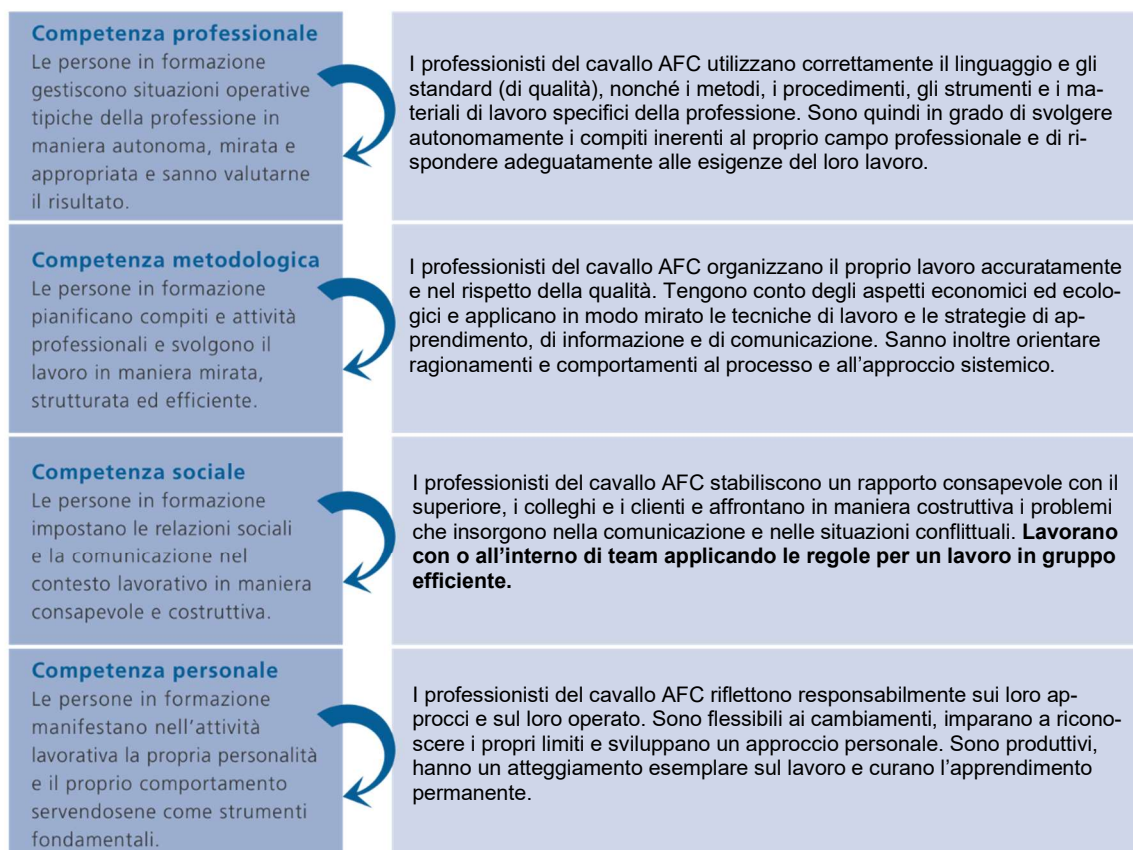 Competenza professionale
Le persone in formazione
gestiscono situazioni operative
tipiche della professione in
maniera autonoma, mirata e
appropriata e sanno valutarne
il risultato.
I professionisti del cavallo AFC utilizzano correttamente il linguaggio e gli
standard (di qualità), nonché i metodi, i procedimenti, gli strumenti e i ma-
teriali di lavoro specifici della professione. Sono quindi in grado di svolgere
autonomamente i compiti inerenti al proprio campo professionale e di ri-
spondere adeguatamente alle esigenze del loro lavoro.
Competenza metodologica
Le persone in formazione
pianificano compiti e attività
professionali e svolgono il
lavoro in maniera mirata,
strutturata ed efficiente.
I professionisti del cavallo AFC organizzano il proprio lavoro accuratamente
e nel rispetto della qualità. Tengono conto degli aspetti economici ed ecolo-
gici e applicano in modo mirato le tecniche di lavoro e le strategie di ap-
prendimento, di informazione e di comunicazione. Sanno inoltre orientare
ragionamenti e comportamenti al processo e all'approccio sistemico.
Competenza sociale
Le persone in formazione
impostano le relazioni sociali
e la comunicazione nel
contesto lavorativo in maniera
consapevole e costruttiva.
I professionisti del cavallo AFC stabiliscono un rapporto consapevole con il
superiore, i colleghi e i clienti e affrontano in maniera costruttiva i problemi
che insorgono nella comunicazione e nelle situazioni conflittuali. Lavorano
con o all'interno di team applicando le regole per un lavoro in gruppo
efficiente.
Competenza personale
Le persone in formazione
manifestano nell'attività
lavorativa la propria personalità
e il proprio comportamento
servendosene come strumenti
fondamentali.
I professionisti del cavallo AFC riflettono responsabilmente sui loro ap-
procci e sul loro operato. Sono flessibili ai cambiamenti, imparano a ricono-
scere i propri limiti e sviluppano un approccio personale. Sono produttivi,
hanno un atteggiamento esemplare sul lavoro e curano l'apprendimento
permanente.